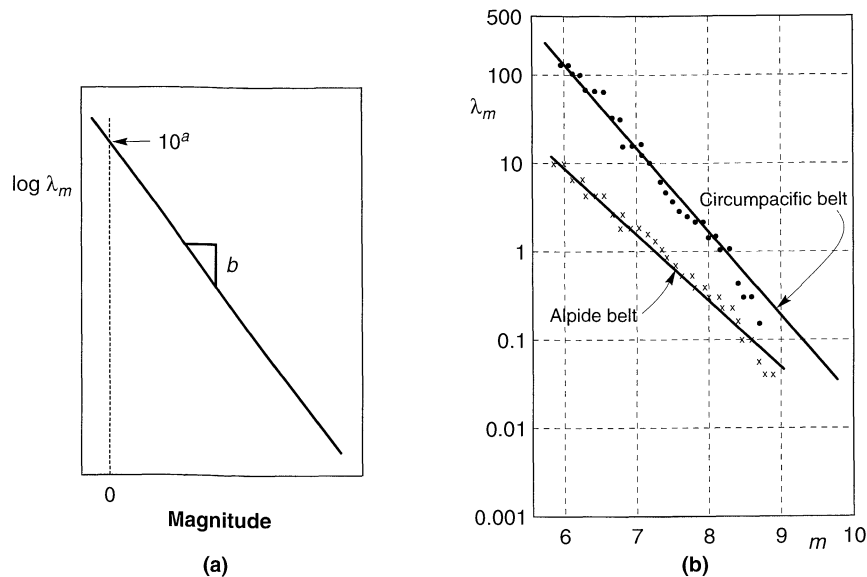 log λm
10ᵃ
b
0
Magnitude
(a)
500
100
λm
10
1
0.1
0.01
0.001
Circumpacific belt
Alpide belt
6
7
8
9
m
10
(b)